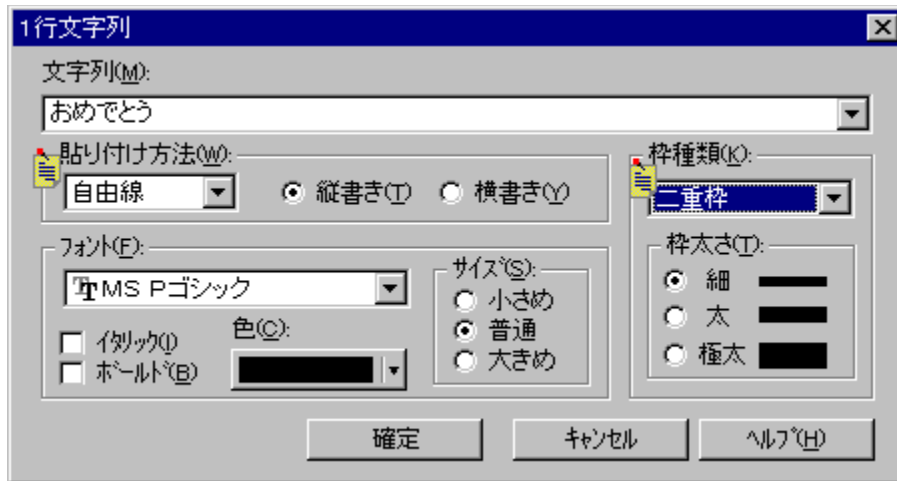 1行文字列
文字列(M):
おめでとう
貼り付け方法(W):
自由線
縦書き(T)
横書き(Y)
枠種類(K):
二重枠
フォント(F):
MS Pゴシック
イタリック(I)
ボールド(B)
色(C):
サイズ(S):
小さめ
普通
大きめ
枠太さ(T):
細
太
極太
確定
キャンセル
ヘルプ(H)